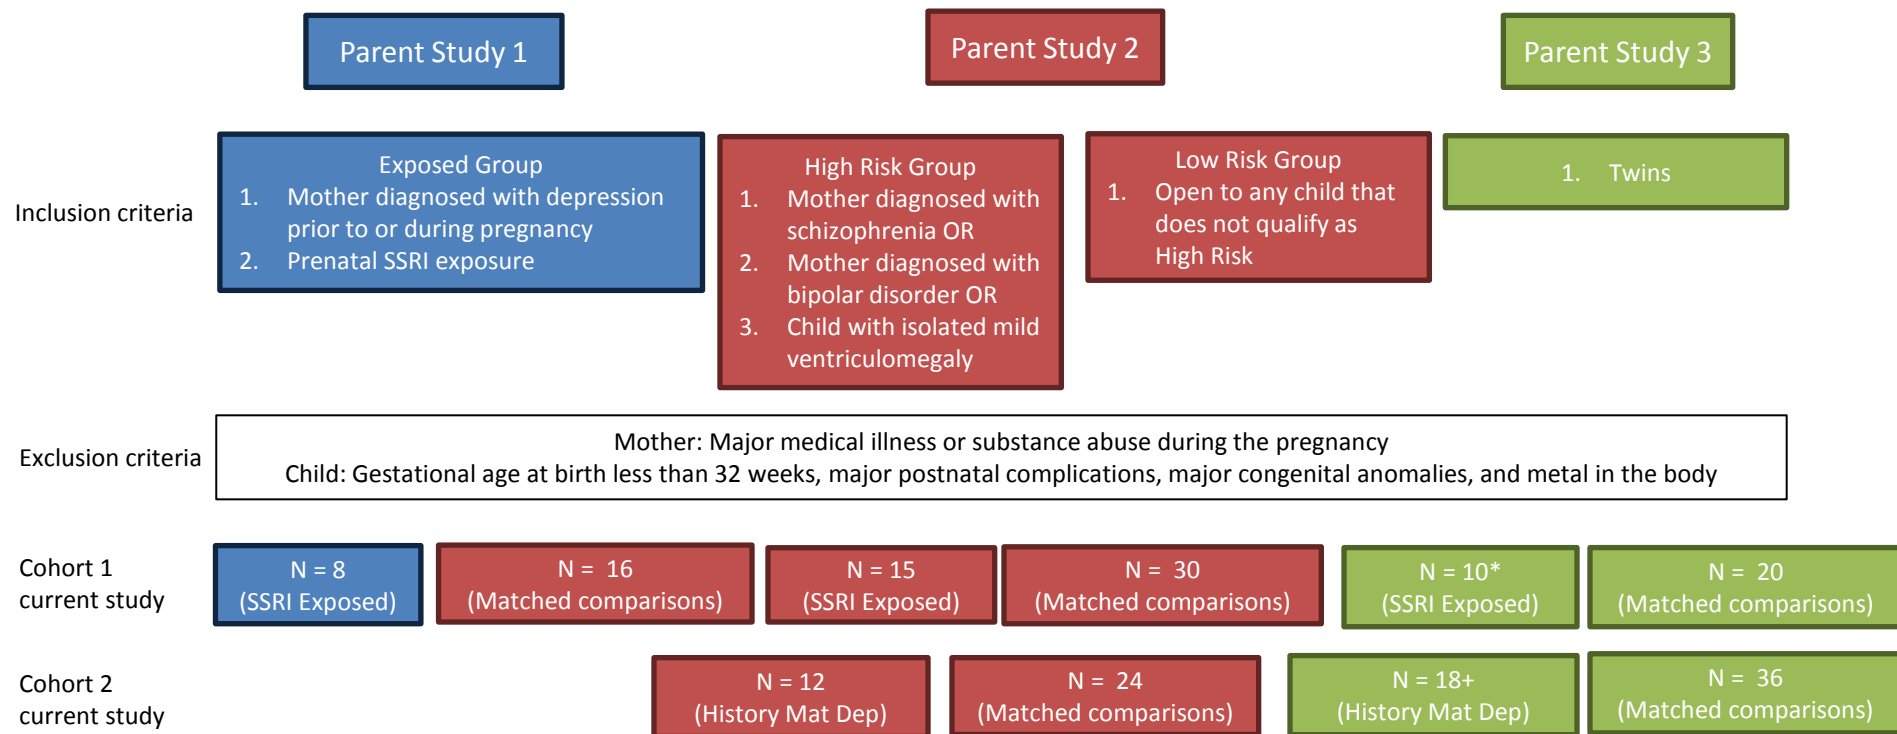 Parent Study 1
Parent Study 2
Parent Study 3
Inclusion criteria
Exposed Group
1. Mother diagnosed with depression
prior to or during pregnancy
2. Prenatal SSRI exposure
High Risk Group
1. Mother diagnosed with
schizophrenia OR
2. Mother diagnosed with
bipolar disorder OR
3. Child with isolated mild
ventriculomegaly
Low Risk Group
1. Open to any child that
does not qualify as
High Risk
1. Twins
Exclusion criteria
Mother: Major medical illness or substance abuse during the pregnancy
Child: Gestational age at birth less than 32 weeks, major postnatal complications, major congenital anomalies, and metal in the body
Cohort 1
current study
N = 8
(SSRI Exposed)
N = 16
(Matched comparisons)
N = 15
(SSRI Exposed)
N = 30
(Matched comparisons)
N = 10*
(SSRI Exposed)
N = 20
(Matched comparisons)
Cohort 2
current study
N = 12
(History Mat Dep)
N = 24
(Matched comparisons)
N = 18+
(History Mat Dep)
N = 36
(Matched comparisons)